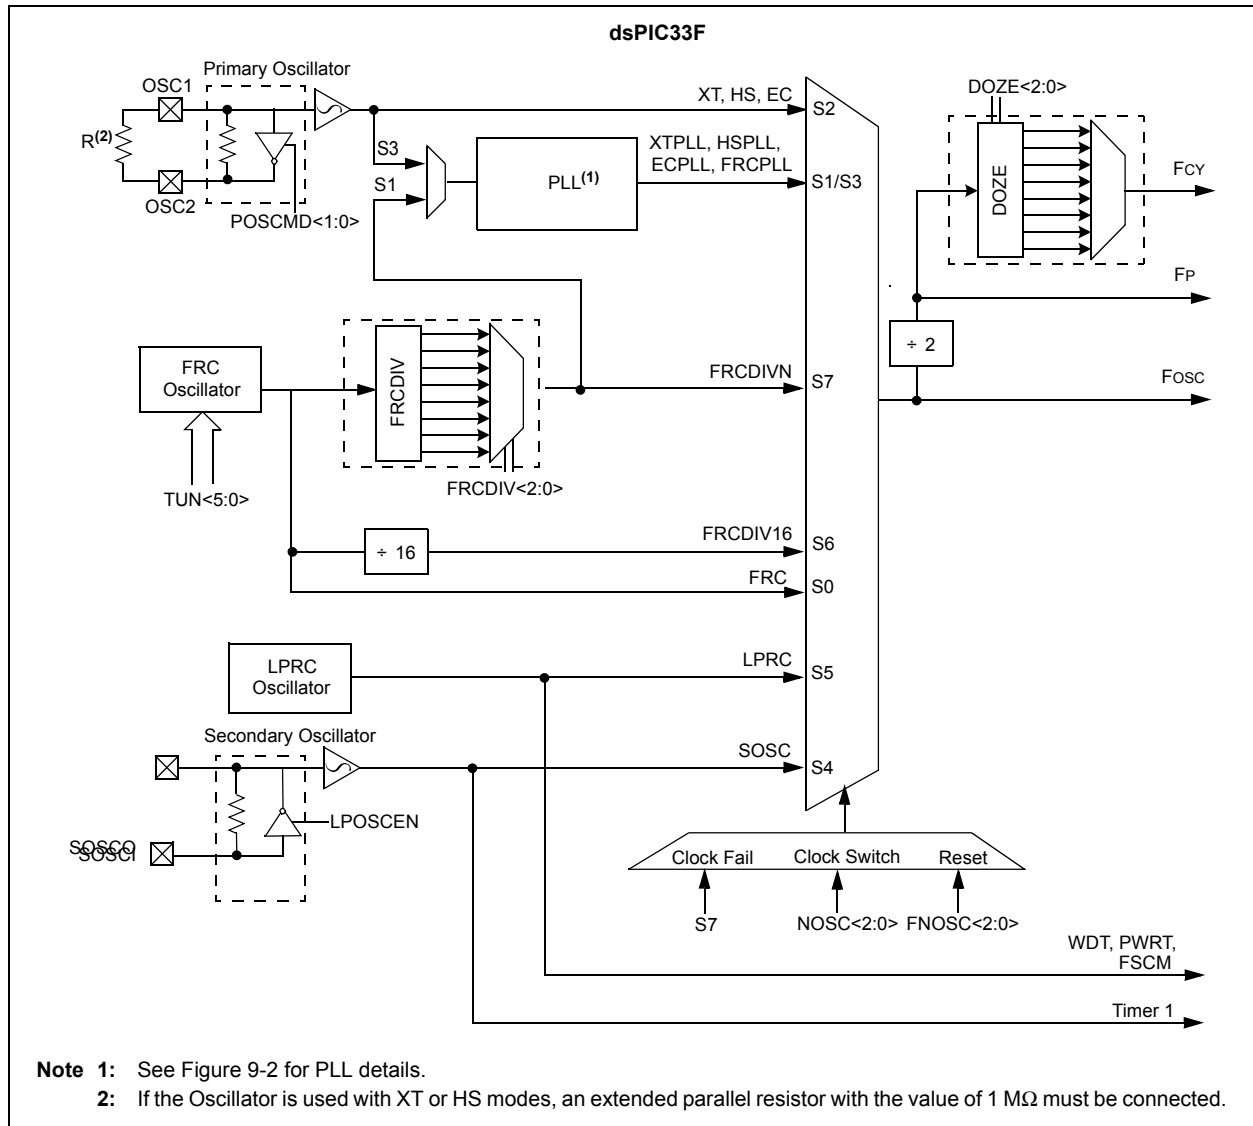 dsPIC33F
Primary Oscillator
OSC1
R(2)
OSC2
POSCMD<1:0>
S3
S1
PLL(1)
XT, HS, EC
S2
XTPLL, HSPLL,
ECPLL, FRCPLL
S1/S3
DOZE<2:0>
DOZE
FCY
FP
÷ 2
FOSC
FRC
Oscillator
TUN<5:0>
FRCDIV
FRCDIV<2:0>
FRCDIVN
S7
÷ 16
FRCDIV16
S6
FRC
S0
LPRC
Oscillator
LPRC
S5
Secondary Oscillator
SOSC
S4
LPOSCEN
SOSCO
SOSCI
Clock Fail
Clock Switch
Reset
S7
NOSC<2:0>
FNOSC<2:0>
WDT, PWRT,
FSCM
Timer 1
Note 1: See Figure 9-2 for PLL details.
2: If the Oscillator is used with XT or HS modes, an extended parallel resistor with the value of 1 MΩ must be connected.